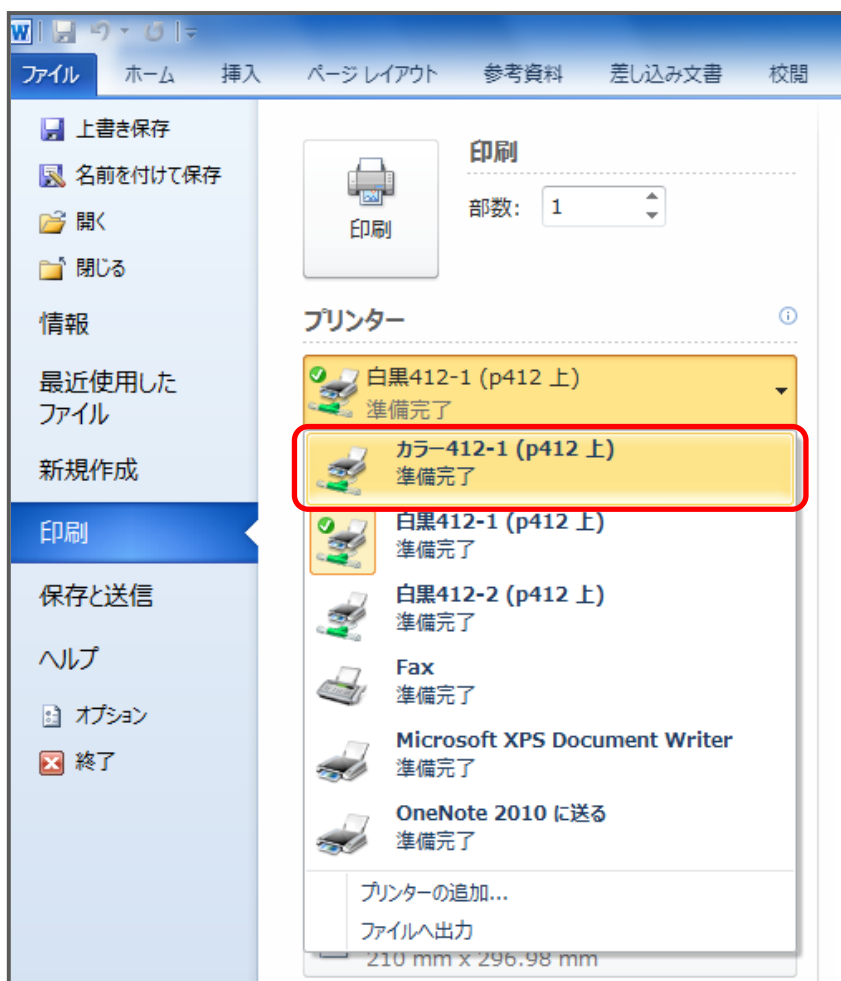 W
ファイル ホーム 挿入 ページ レイアウト 参考資料 差し込み文書 校閲
上書き保存
名前を付けて保存
開く
閉じる
情報
最近使用した
ファイル
新規作成
印刷
保存と送信
ヘルプ
オプション
終了
印刷
印刷
部数: 1
プリンター
白黒412-1 (p412 上)
準備完了
カラー412-1 (p412 上)
準備完了
白黒412-1 (p412 上)
準備完了
白黒412-2 (p412 上)
準備完了
Fax
準備完了
Microsoft XPS Document Writer
準備完了
OneNote 2010 に送る
準備完了
プリンターの追加...
ファイルへ出力
210 mm x 296.98 mm